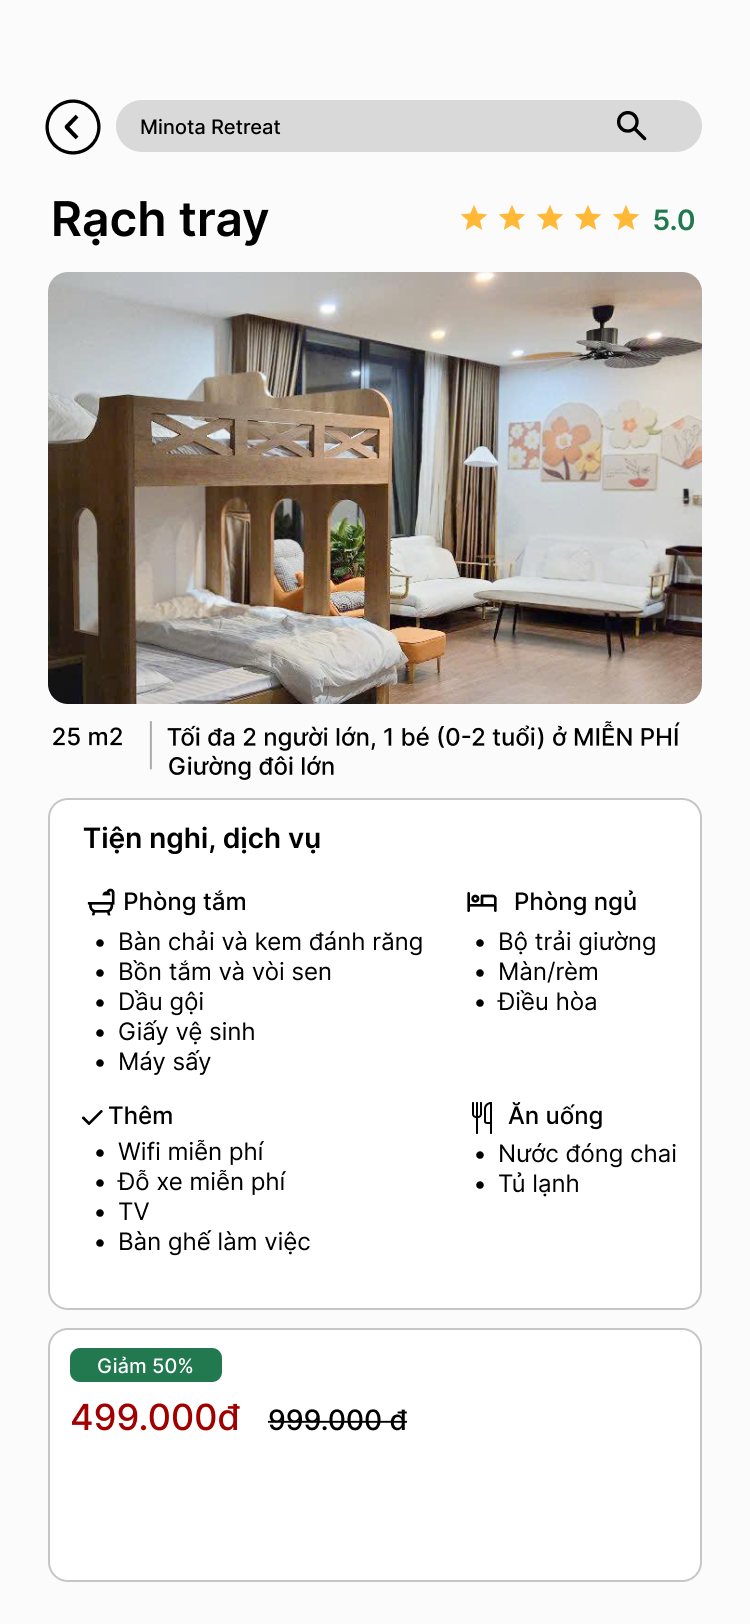 Minota Retreat
Rạch tray
5.0
25 m2
Tối đa 2 người lớn, 1 bé (0-2 tuổi) ở MIỄN PHÍ
Giường đôi lớn
Tiện nghi, dịch vụ
Phòng tắm
Bàn chải và kem đánh răng
Bồn tắm và vòi sen
Dầu gội
Giấy vệ sinh
Máy sấy
Phòng ngủ
Bộ trải giường
Màn/rèm
Điều hòa
Thêm
Wifi miễn phí
Đỗ xe miễn phí
TV
Bàn ghế làm việc
Ăn uống
Nước đóng chai
Tủ lạnh
Giảm 50%
499.000đ 999.000 đ